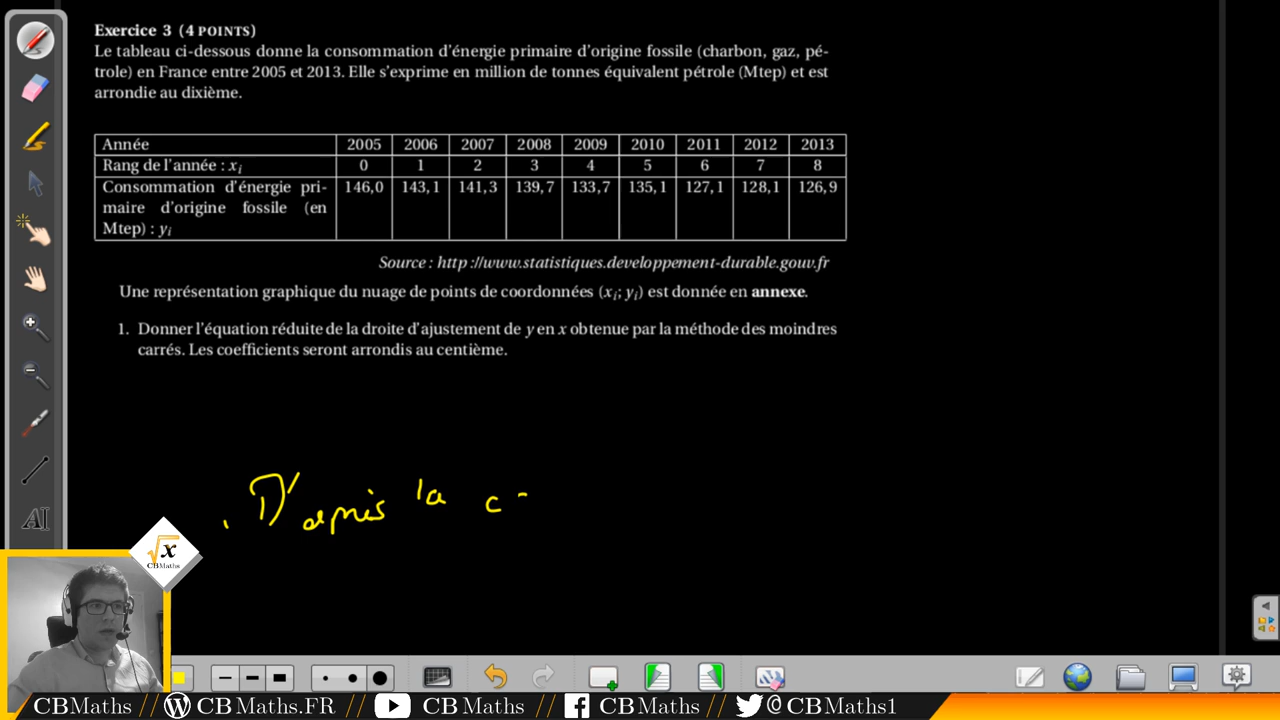 Exercice 3 (4 POINTS)
Le tableau ci-dessous donne la consommation d'énergie primaire d'origine fossile (charbon, gaz, pé-
trole) en France entre 2005 et 2013. Elle s'exprime en million de tonnes équivalent pétrole (Mtep) et est
arrondie au dixième.
Année 2005 2006 2007 2008 2009 2010 2011 2012 2013
Rang de l'année : xi 0 1 2 3 4 5 6 7 8
Consommation d'énergie pri- 146,0 143,1 141,3 139,7 133,7 135,1 127,1 128,1 126,9
maire d'origine fossile (en
Mtep) : yi
Source : http://www.statistiques.developpement-durable.gouv.fr
Une représentation graphique du nuage de points de coordonnées (xi; yi) est donnée en annexe.
1. Donner l'équation réduite de la droite d'ajustement de y en x obtenue par la méthode des moindres
carrés. Les coefficients seront arrondis au centième.
D'après la c
AI
√x
CBMaths
CBMaths CBMaths.FR CBMaths CBMaths @CBMaths1